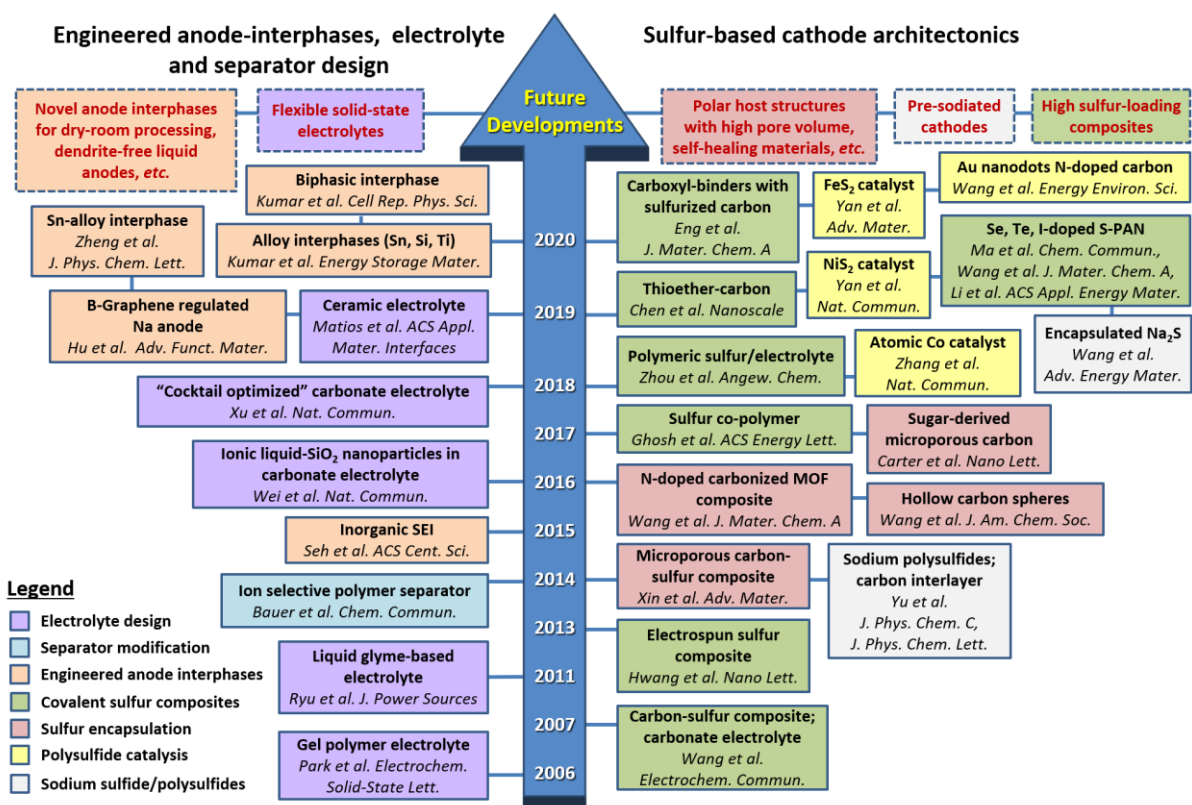 Engineered anode-interphases, electrolyte
and separator design
Sulfur-based cathode architectonics
Future
Developments
Novel anode interphases
for dry-room processing,
dendrite-free liquid
anodes, etc.
Flexible solid-state
electrolytes
Polar host structures
with high pore volume,
self-healing materials, etc.
Pre-sodiated
cathodes
High sulfur-loading
composites
Biphasic interphase
Kumar et al. Cell Rep. Phys. Sci.
Sn-alloy interphase
Zheng et al.
J. Phys. Chem. Lett.
Alloy interphases (Sn, Si, Ti)
Kumar et al. Energy Storage Mater.
B-Graphene regulated
Na anode
Hu et al. Adv. Funct. Mater.
Ceramic electrolyte
Matios et al. ACS Appl.
Mater. Interfaces
"Cocktail optimized" carbonate electrolyte
Xu et al. Nat. Commun.
Ionic liquid-SiO₂ nanoparticles in
carbonate electrolyte
Wei et al. Nat. Commun.
Inorganic SEI
Seh et al. ACS Cent. Sci.
Ion selective polymer separator
Bauer et al. Chem. Commun.
Liquid glyme-based
electrolyte
Ryu et al. J. Power Sources
Gel polymer electrolyte
Park et al. Electrochem.
Solid-State Lett.
2020
2019
2018
2017
2016
2015
2014
2013
2011
2007
2006
Carboxyl-binders with
sulfurized carbon
Eng et al.
J. Mater. Chem. A
FeS₂ catalyst
Yan et al.
Adv. Mater.
Au nanodots N-doped carbon
Wang et al. Energy Environ. Sci.
Thioether-carbon
Chen et al. Nanoscale
NiS₂ catalyst
Yan et al.
Nat. Commun.
Se, Te, I-doped S-PAN
Ma et al. Chem Commun.,
Wang et al. J. Mater. Chem. A,
Li et al. ACS Appl. Energy Mater.
Polymeric sulfur/electrolyte
Zhou et al. Angew. Chem.
Atomic Co catalyst
Zhang et al.
Nat. Commun.
Encapsulated Na₂S
Wang et al.
Adv. Energy Mater.
Sulfur co-polymer
Ghosh et al. ACS Energy Lett.
Sugar-derived
microporous carbon
Carter et al. Nano Lett.
N-doped carbonized MOF
composite
Wang et al. J. Mater. Chem. A
Hollow carbon spheres
Wang et al. J. Am. Chem. Soc.
Microporous carbon-
sulfur composite
Xin et al. Adv. Mater.
Sodium polysulfides;
carbon interlayer
Yu et al.
J. Phys. Chem. C,
J. Phys. Chem. Lett.
Electrospun sulfur
composite
Hwang et al. Nano Lett.
Carbon-sulfur composite;
carbonate electrolyte
Wang et al.
Electrochem. Commun.
Legend
Electrolyte design
Separator modification
Engineered anode interphases
Covalent sulfur composites
Sulfur encapsulation
Polysulfide catalysis
Sodium sulfide/polysulfides